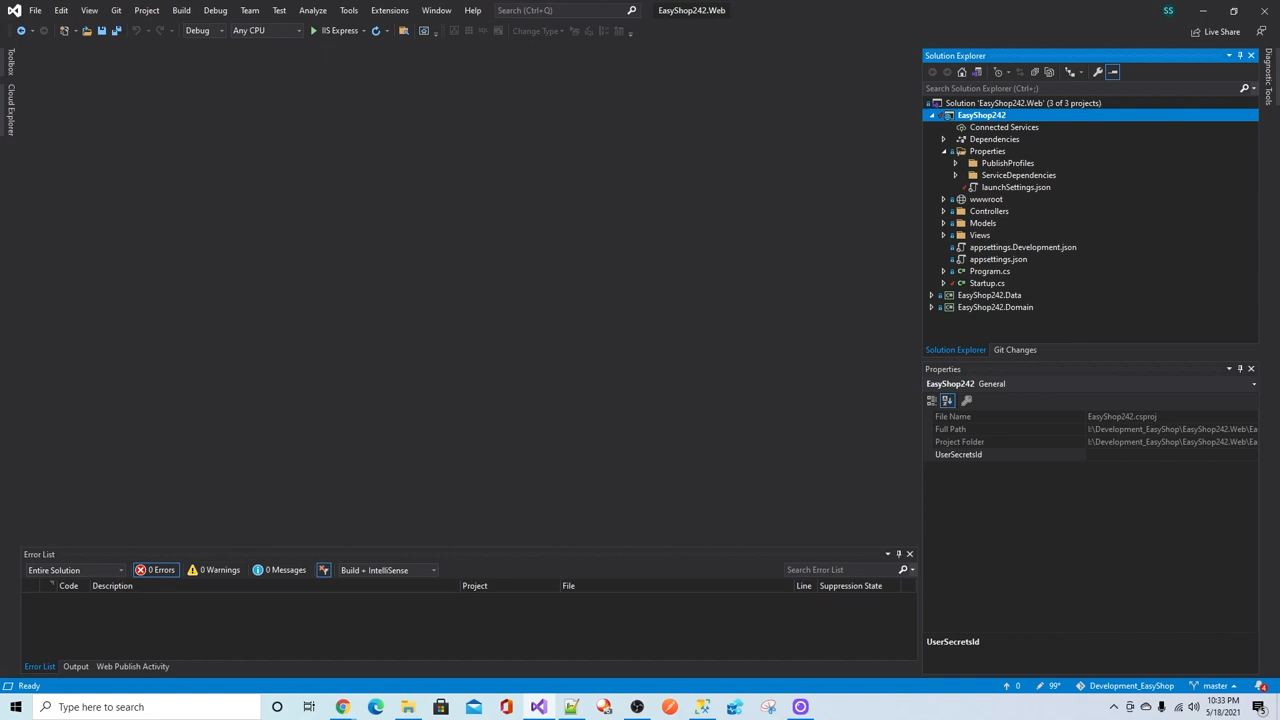 File Edit View Git Project Build Debug Team Test Analyze Tools Extensions Window Help Search (Ctrl+Q) EasyShop242.Web SS
Debug Any CPU IIS Express Change Type Live Share
Toolbox
Cloud Explorer
Diagnostic Tools
Solution Explorer
Search Solution Explorer (Ctrl+;)
Solution 'EasyShop242.Web' (3 of 3 projects)
EasyShop242
Connected Services
Dependencies
Properties
PublishProfiles
ServiceDependencies
launchSettings.json
wwwroot
Controllers
Models
Views
appsettings.Development.json
appsettings.json
Program.cs
Startup.cs
EasyShop242.Data
EasyShop242.Domain
Solution Explorer Git Changes
Properties
EasyShop242 General
File Name EasyShop242.csproj
Full Path I:\Development_EasyShop\EasyShop242.Web\Ea
Project Folder I:\Development_EasyShop\EasyShop242.Web\Ea
UserSecretsId
UserSecretsId
Error List
Entire Solution 0 Errors 0 Warnings 0 Messages Build + IntelliSense Search Error List
Code Description Project File Line Suppression State
Error List Output Web Publish Activity
Ready 0 99+ Development_EasyShop master 4
Type here to search 10:33 PM
5/18/2021